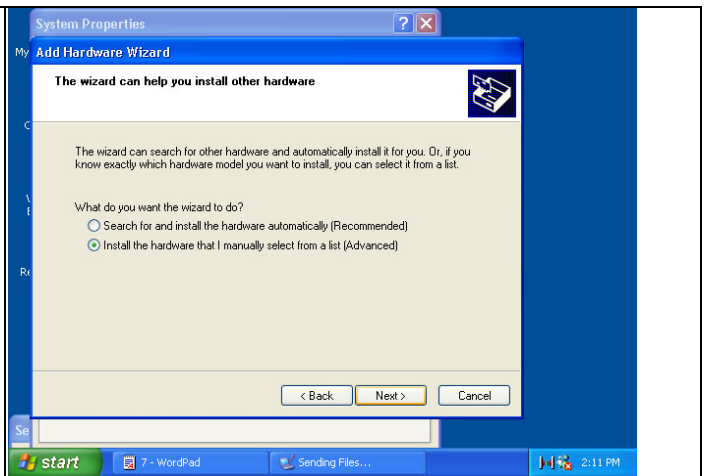 System Properties
My
Add Hardware Wizard
The wizard can help you install other hardware
C
The wizard can search for other hardware and automatically install it for you. Or, if you
know exactly which hardware model you want to install, you can select it from a list.
What do you want the wizard to do?
Search for and install the hardware automatically (Recommended)
Install the hardware that I manually select from a list (Advanced)
Re
< Back Next > Cancel
Se
start 7 - WordPad Sending Files... 2:11 PM